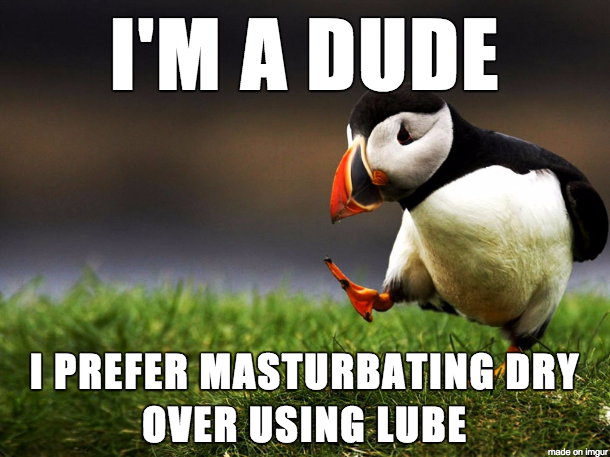 I'M A DUDE
I PREFER MASTURBATING DRY
OVER USING LUBE
made on imgur